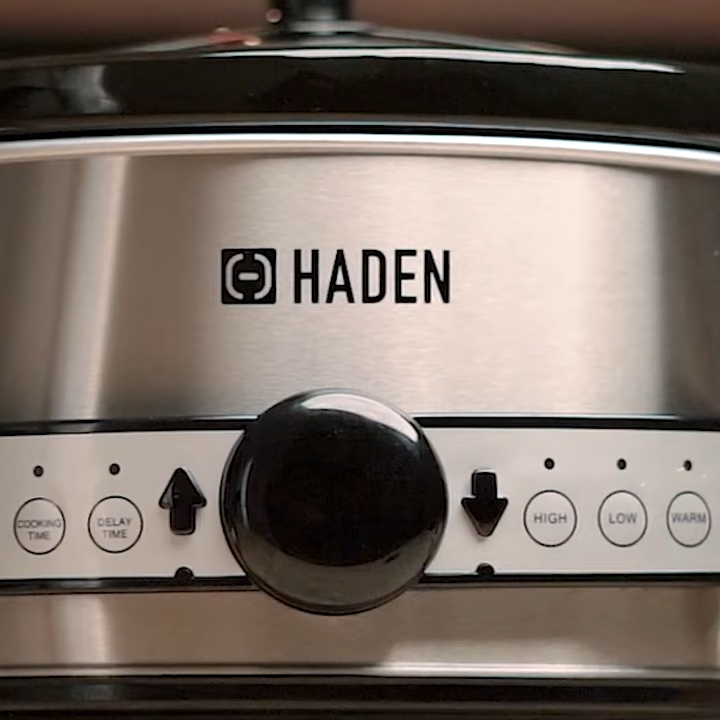 HADEN
COOKING TIME
DELAY TIME
HIGH
LOW
WARM